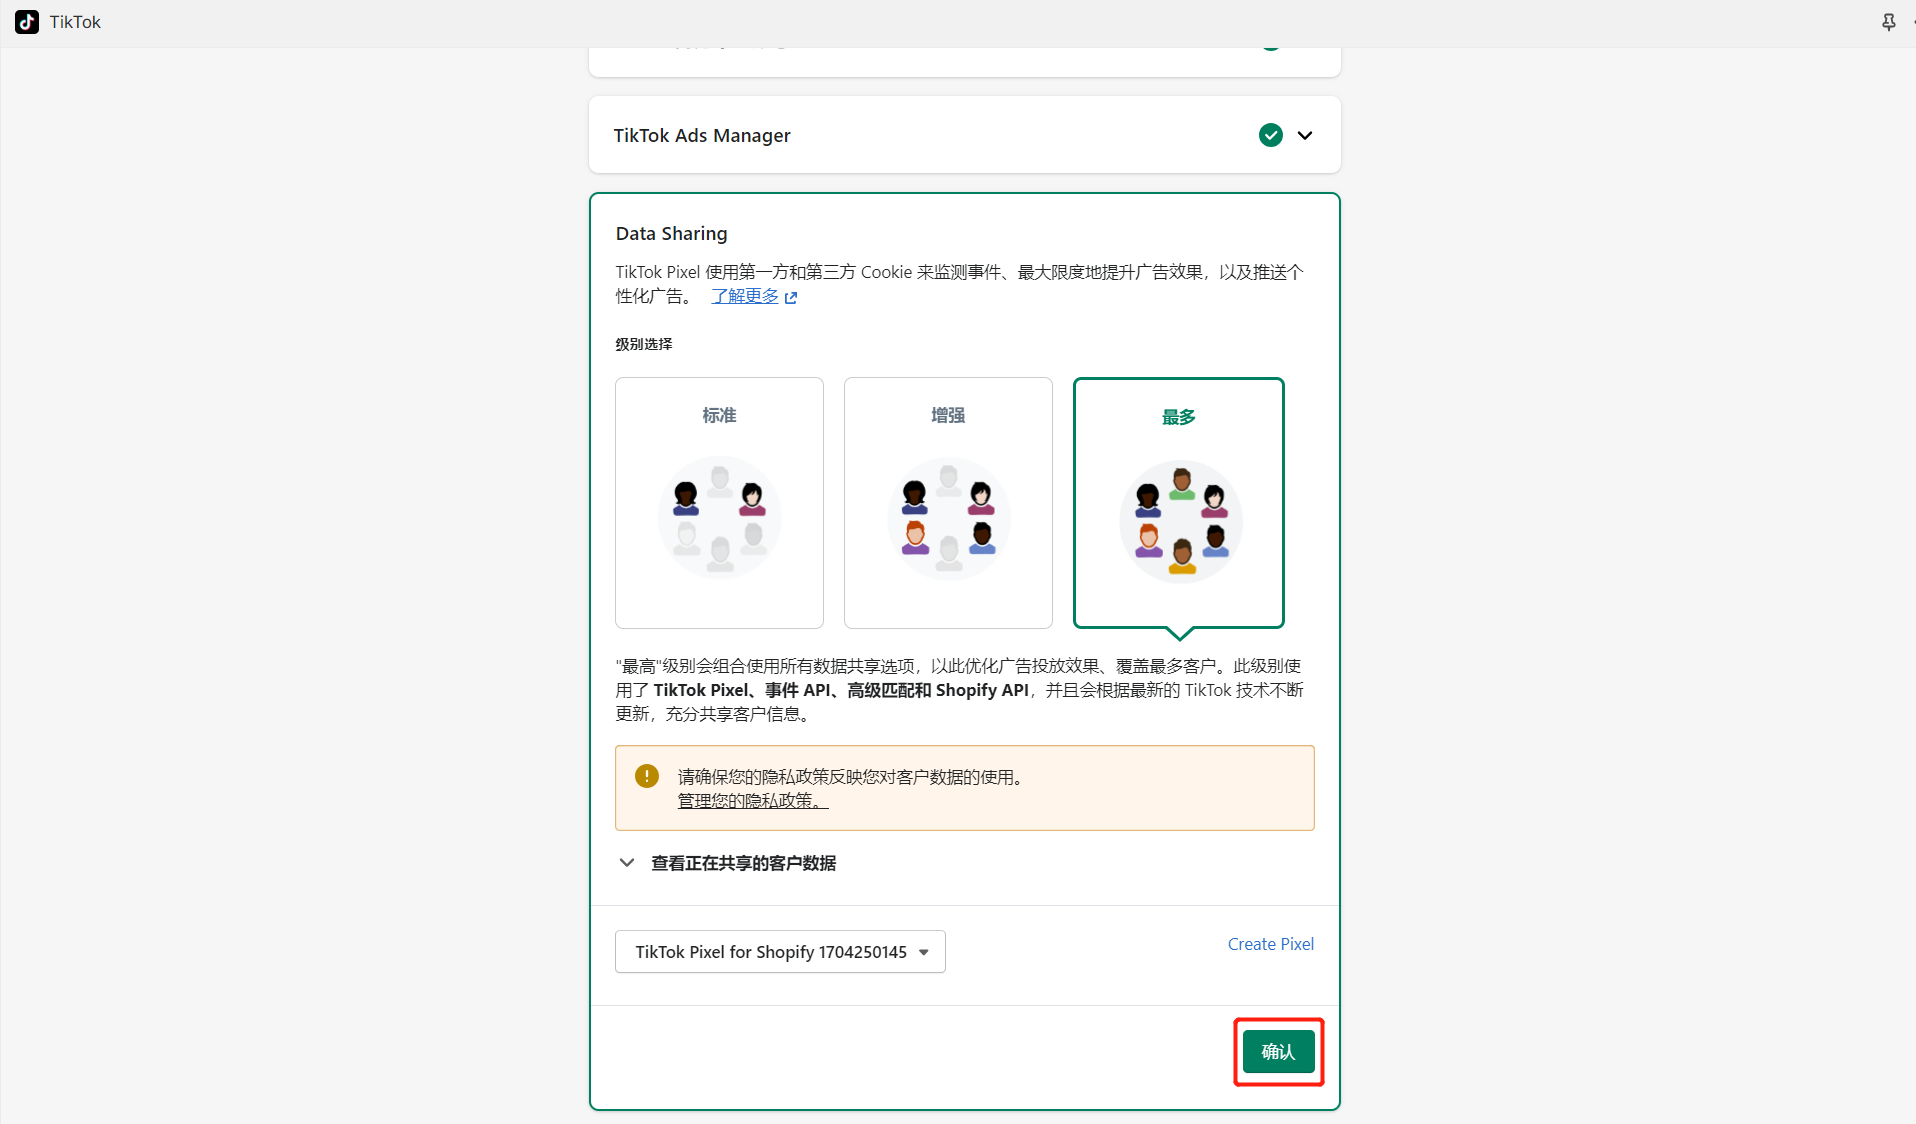 TikTok
TikTok Ads Manager
Data Sharing
TikTok Pixel 使用第一方和第三方 Cookie 来监测事件、最大限度地提升广告效果，以及推送个
性化广告。 了解更多
级别选择
标准
增强
最多
"最高"级别会组合使用所有数据共享选项，以此优化广告投放效果、覆盖最多客户。此级别使
用了 TikTok Pixel、事件 API、高级匹配和 Shopify API，并且会根据最新的 TikTok 技术不断
更新，充分共享客户信息。
请确保您的隐私政策反映您对客户数据的使用。
管理您的隐私政策。
查看正在共享的客户数据
TikTok Pixel for Shopify 1704250145
Create Pixel
确认